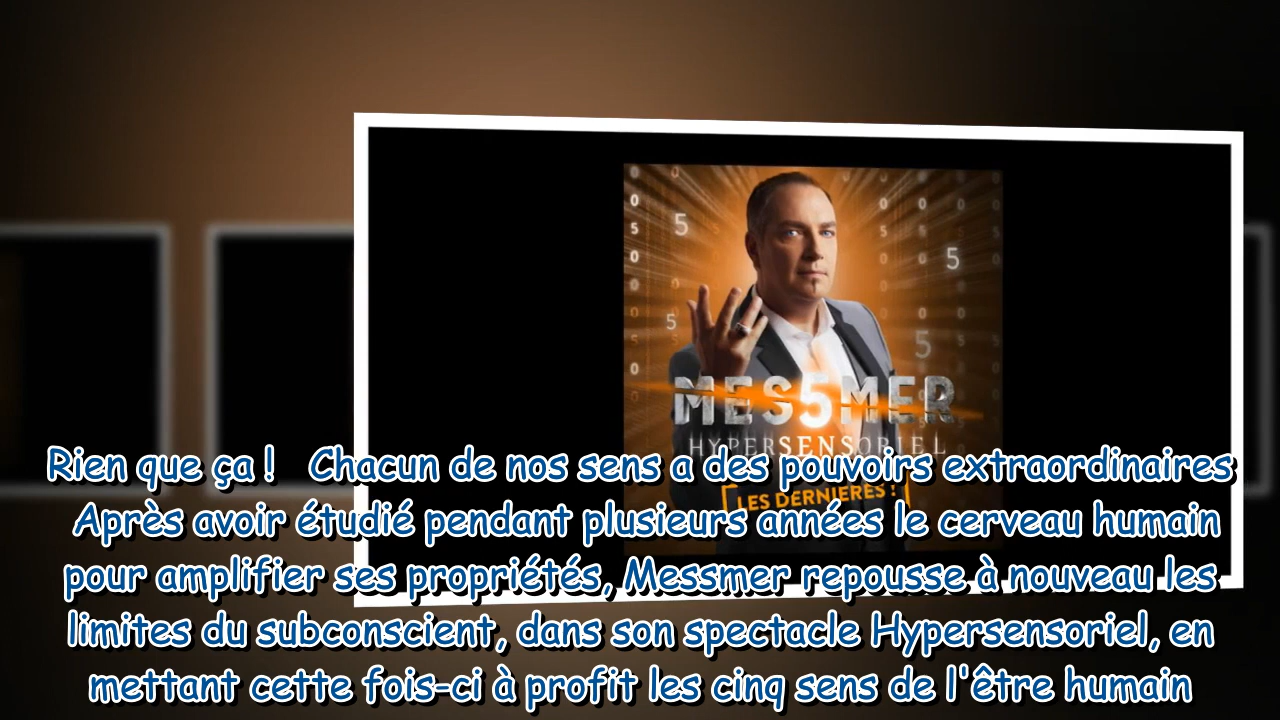 MES5MER
HYPERSENSORIEL
LES DERNIÈRES !
Rien que ça ! Chacun de nos sens a des pouvoirs extraordinaires
Après avoir étudié pendant plusieurs années le cerveau humain
pour amplifier ses propriétés, Messmer repousse à nouveau les
limites du subconscient, dans son spectacle Hypersensoriel, en
mettant cette fois-ci à profit les cinq sens de l'être humain